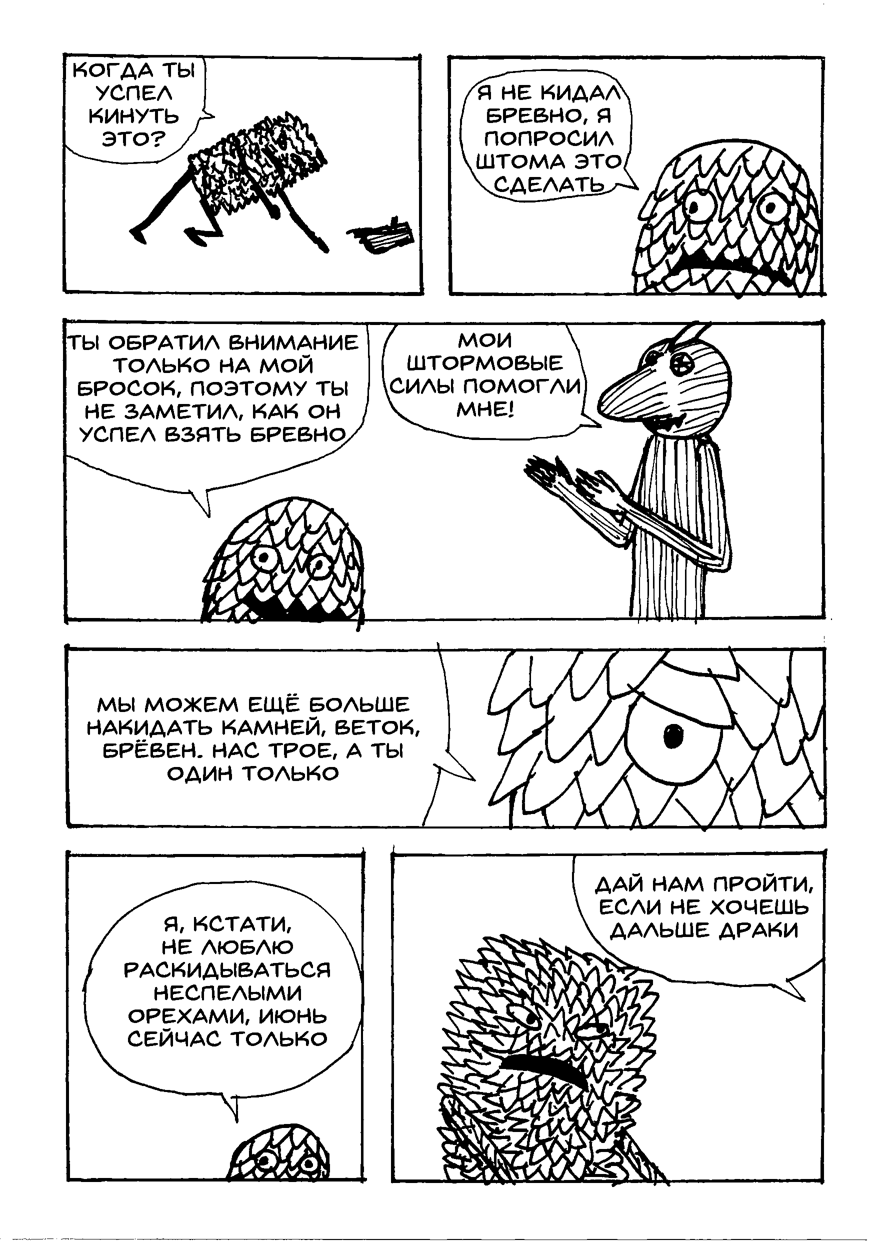 КОГДА ТЫ
УСПЕЛ
КИНУТЬ
ЭТО?
Я НЕ КИДАЛ
БРЕВНО, Я
ПОПРОСИЛ
ШТОМА ЭТО
СДЕЛАТЬ
ТЫ ОБРАТИЛ ВНИМАНИЕ
ТОЛЬКО НА МОЙ
БРОСОК, ПОЭТОМУ ТЫ
НЕ ЗАМЕТИЛ, КАК ОН
УСПЕЛ ВЗЯТЬ БРЕВНО
МОИ
ШТОРМОВЫЕ
СИЛЫ ПОМОГЛИ
МНЕ!
МЫ МОЖЕМ ЕЩЁ БОЛЬШЕ
НАКИДАТЬ КАМНЕЙ, ВЕТОК,
БРЁВЕН. НАС ТРОЕ, А ТЫ
ОДИН ТОЛЬКО
Я, КСТАТИ,
НЕ ЛЮБЛЮ
РАСКИДЫВАТЬСЯ
НЕСПЕЛЫМИ
ОРЕХАМИ, ИЮНЬ
СЕЙЧАС ТОЛЬКО
ДАЙ НАМ ПРОЙТИ,
ЕСЛИ НЕ ХОЧЕШЬ
ДАЛЬШЕ ДРАКИ